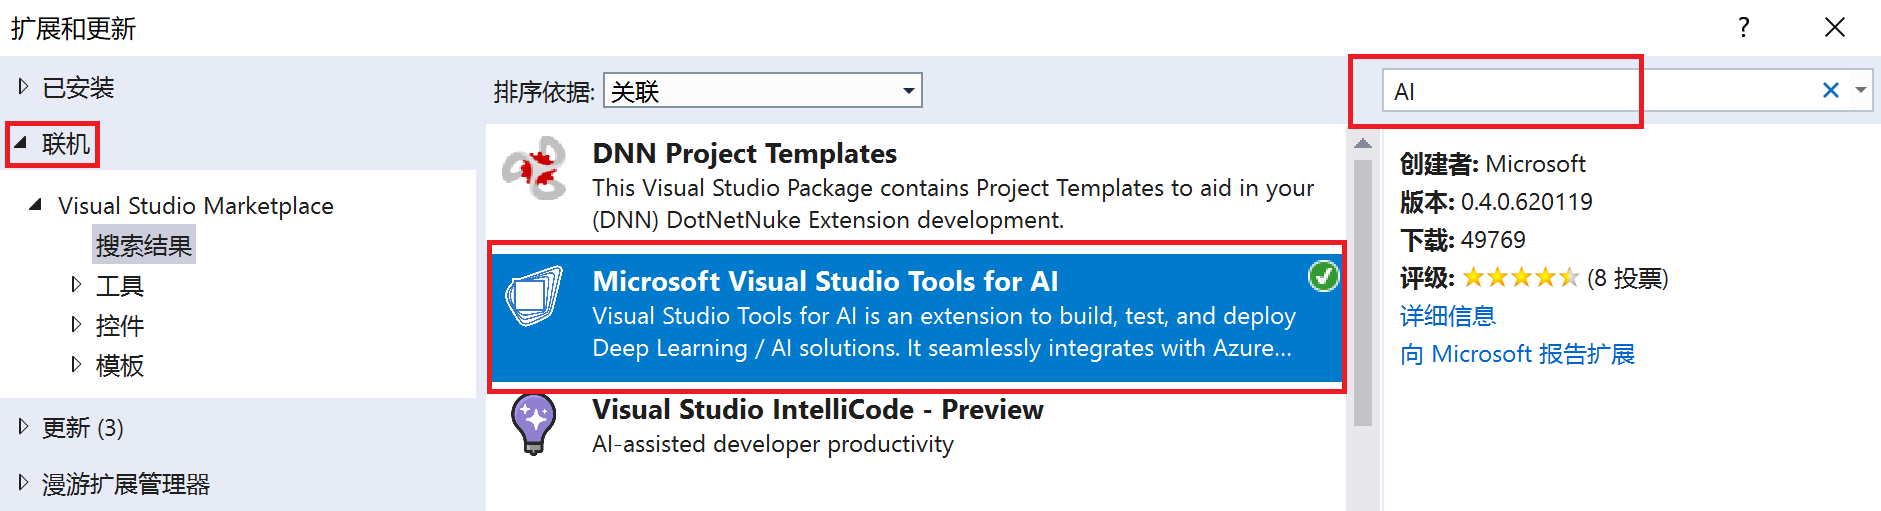 扩展和更新
?
已安装
联机
Visual Studio Marketplace
搜索结果
工具
控件
模板
更新 (3)
漫游扩展管理器
排序依据: 关联
DNN Project Templates
This Visual Studio Package contains Project Templates to aid in your
(DNN) DotNetNuke Extension development.
Microsoft Visual Studio Tools for AI
Visual Studio Tools for AI is an extension to build, test, and deploy
Deep Learning / AI solutions. It seamlessly integrates with Azure...
Visual Studio IntelliCode - Preview
AI-assisted developer productivity
AI
创建者: Microsoft
版本: 0.4.0.620119
下载: 49769
评级: (8 投票)
详细信息
向 Microsoft 报告扩展